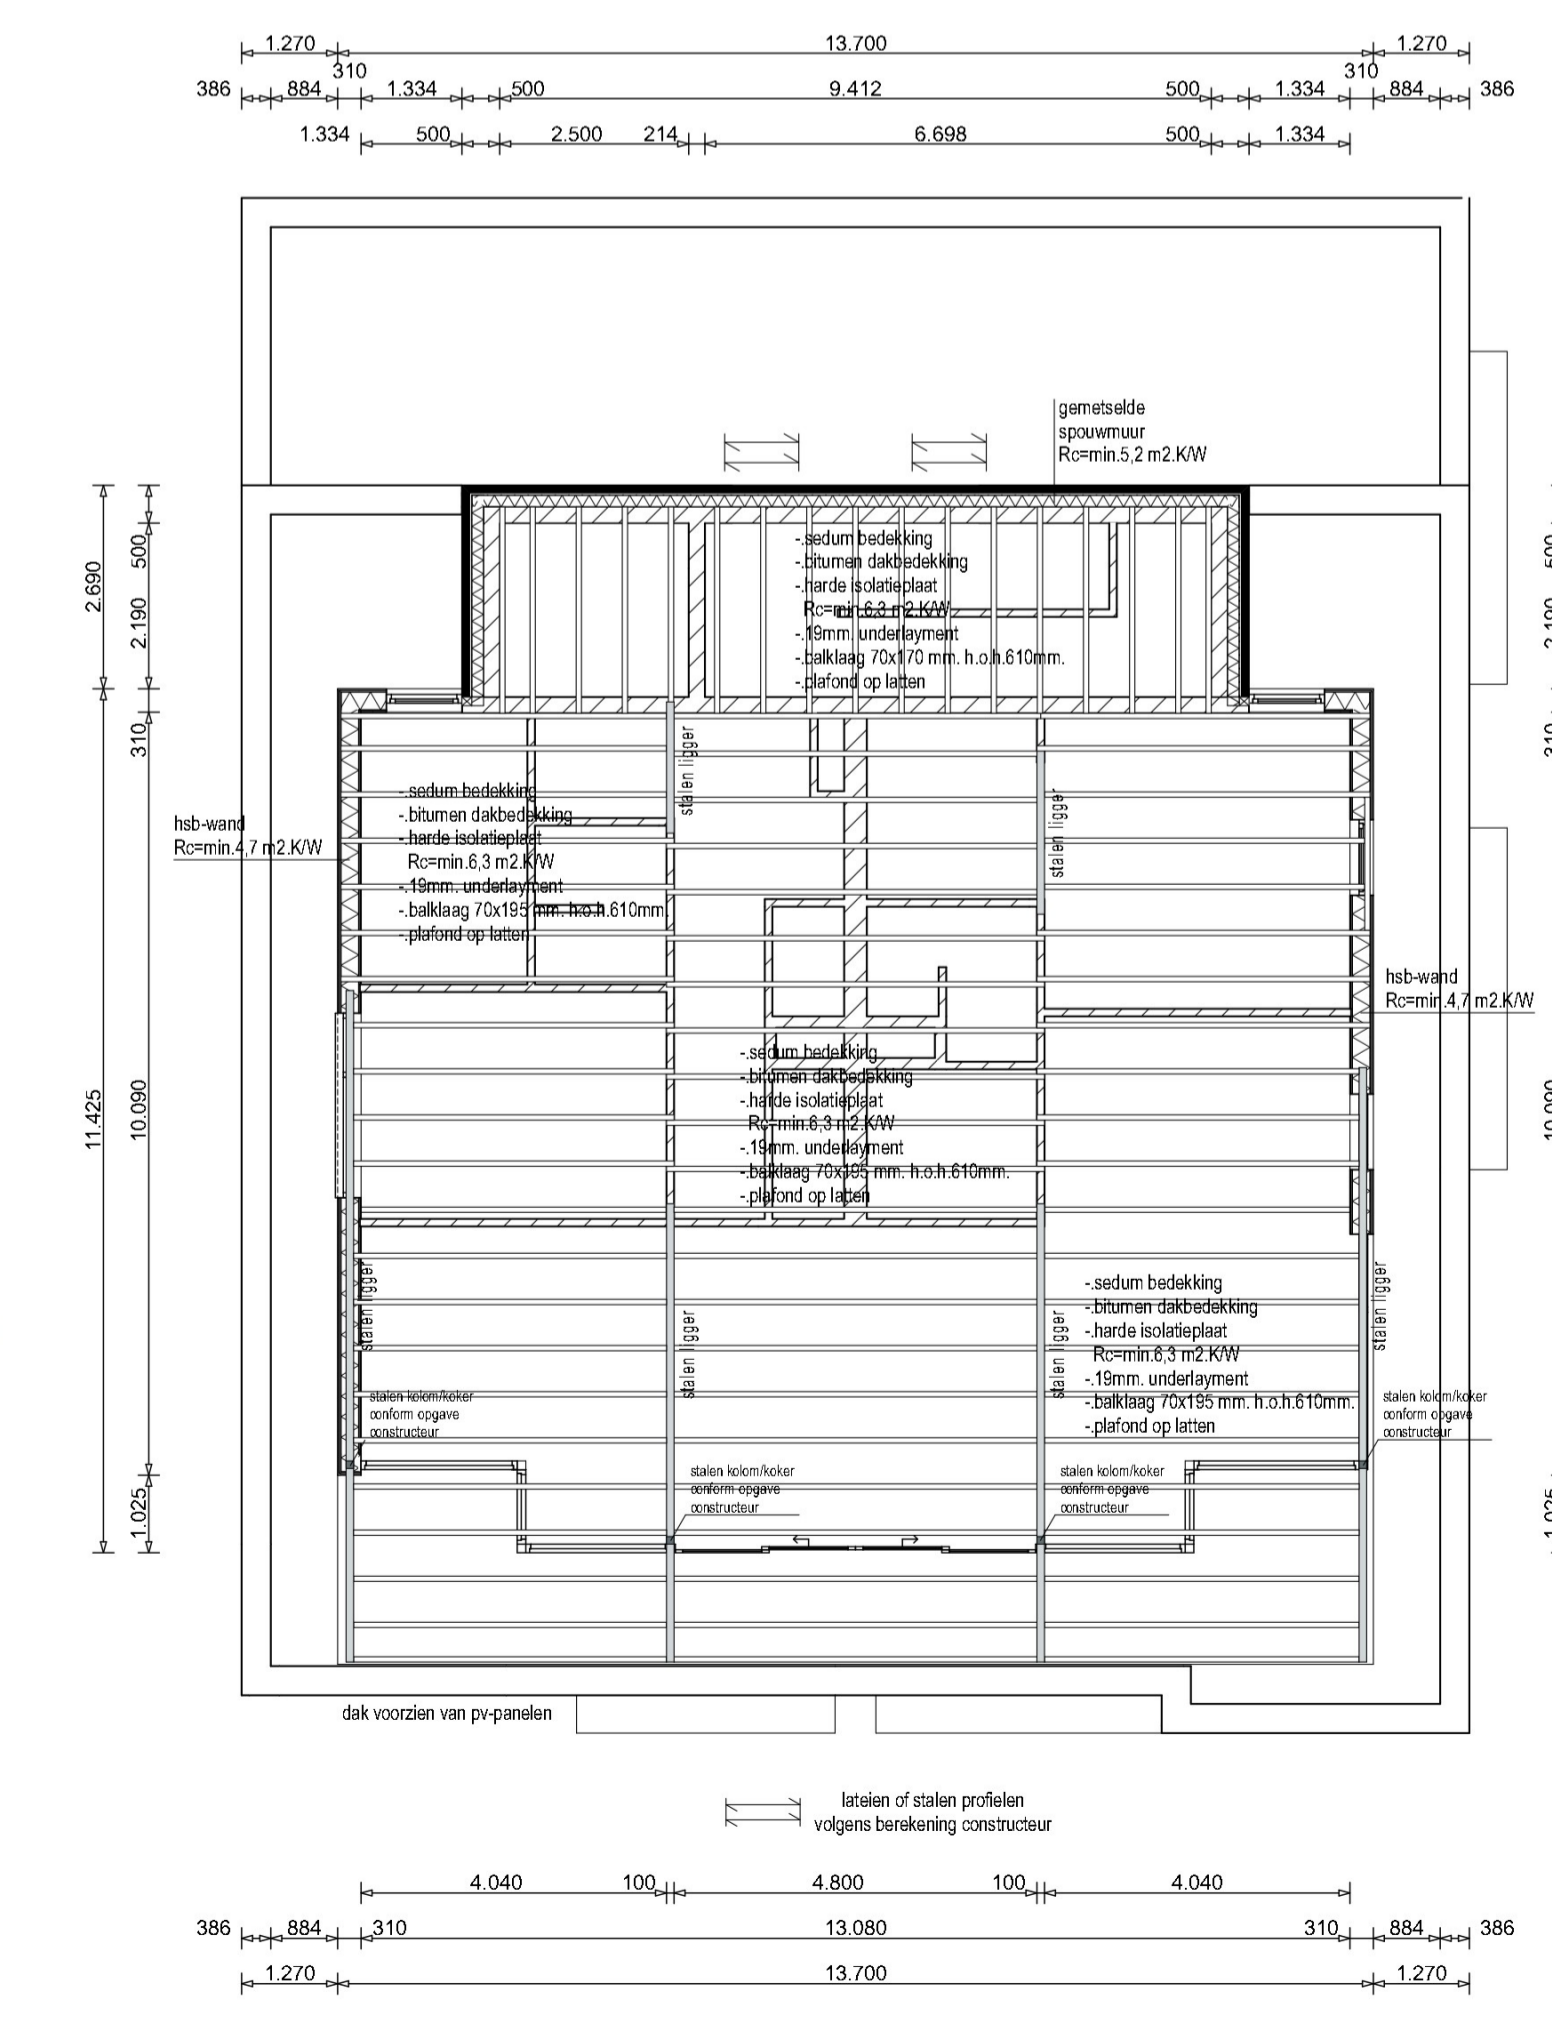 1.270 13.700 1.270
310 310
386 884 1.334 500 9.412 500 1.334 884 386
1.334 500 2.500 214 6.698 500 1.334
gemetselde
spouwmuur
Rc=min.5,2 m2.K/W
-.sedum bedekking
-.bitumen dakbedekking
-.harde isolatieplaat
Rc=min.6,3 m2.K/W
-.19mm. underlayment
-.balklaag 70x170 mm. h.o.h.610mm.
-.plafond op latten
2.690
500
2.190
310
11.425
10.090
1.025
500
2.190
310
10.090
1.025
stalen ligger
stalen ligger
hsb-wand
Rc=min.4,7 m2.K/W
-.sedum bedekking
-.bitumen dakbedekking
-.harde isolatieplaat
Rc=min.6,3 m2.K/W
-.19mm. underlayment
-.balklaag 70x195 mm. h.o.h.610mm.
-.plafond op latten
hsb-wand
Rc=min.4,7 m2.K/W
-.sedum bedekking
-.bitumen dakbedekking
-.harde isolatieplaat
Rc=min.6,3 m2.K/W
-.19mm. underlayment
-.balklaag 70x195 mm. h.o.h.610mm.
-.plafond op latten
stalen ligger
stalen ligger
stalen ligger
stalen ligger
-.sedum bedekking
-.bitumen dakbedekking
-.harde isolatieplaat
Rc=min.6,3 m2.K/W
-.19mm. underlayment
-.balklaag 70x195 mm. h.o.h.610mm.
-.plafond op latten
stalen kolom/koker
conform opgave
constructeur
stalen kolom/koker
conform opgave
constructeur
stalen kolom/koker
conform opgave
constructeur
stalen kolom/koker
conform opgave
constructeur
dak voorzien van pv-panelen
lateien of stalen profielen
volgens berekening constructeur
4.040 100 4.800 100 4.040
386 884 310 13.080 310 884 386
1.270 13.700 1.270